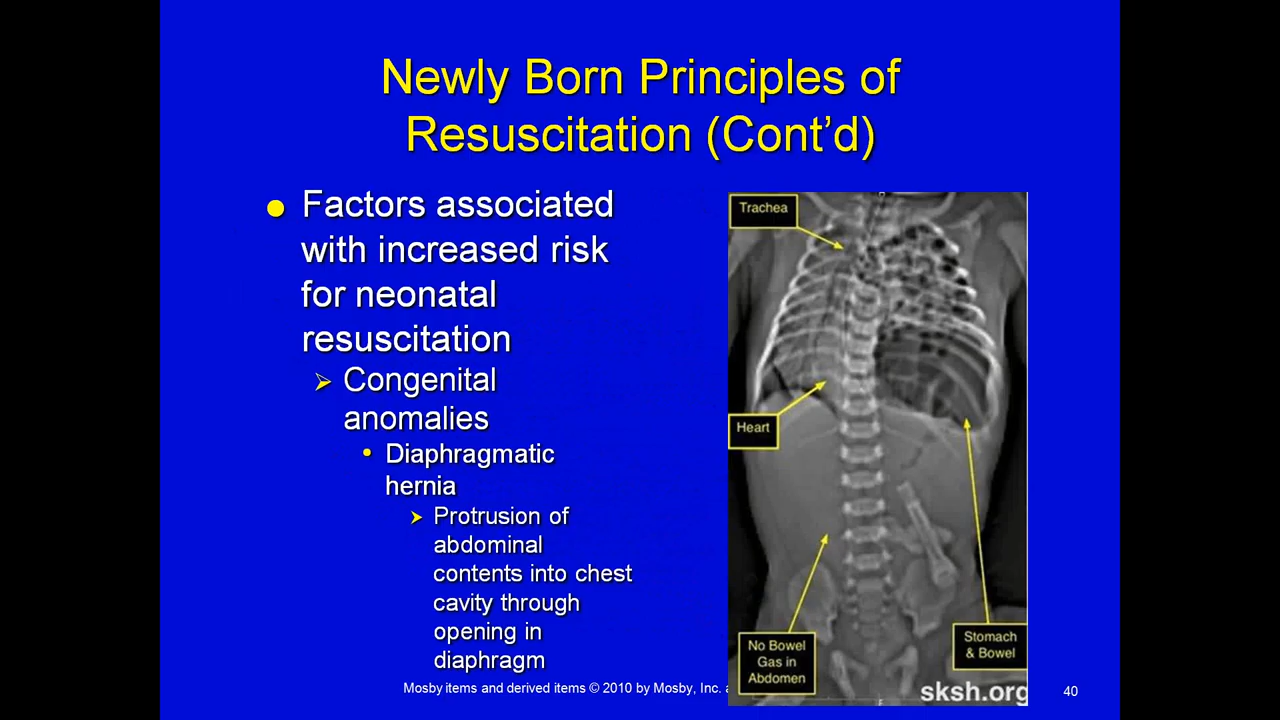 Newly Born Principles of
Resuscitation (Cont’d)
Factors associated
with increased risk
for neonatal
resuscitation
Congenital
anomalies
Diaphragmatic
hernia
Protrusion of
abdominal
contents into chest
cavity through
opening in
diaphragm
Trachea
Heart
No Bowel
Gas in
Abdomen
Stomach
& Bowel
sksh.org
Mosby items and derived items © 2010 by Mosby, Inc. a
40